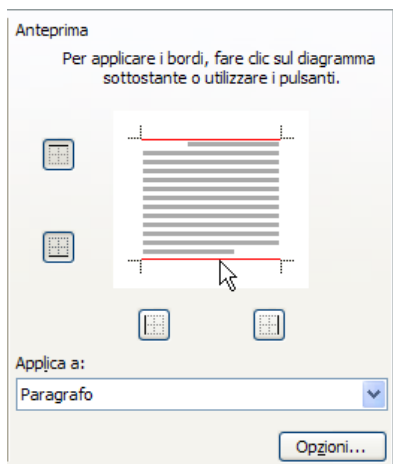 Anteprima
Per applicare i bordi, fare clic sul diagramma
sottostante o utilizzare i pulsanti.
Applica a:
Paragrafo
Opzioni...